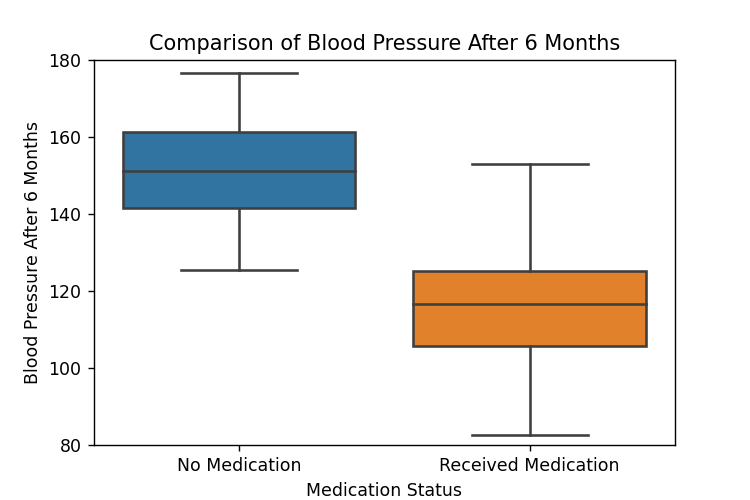 Comparison of Blood Pressure After 6 Months
180
160
140
120
100
80
Blood Pressure After 6 Months
No Medication
Received Medication
Medication Status